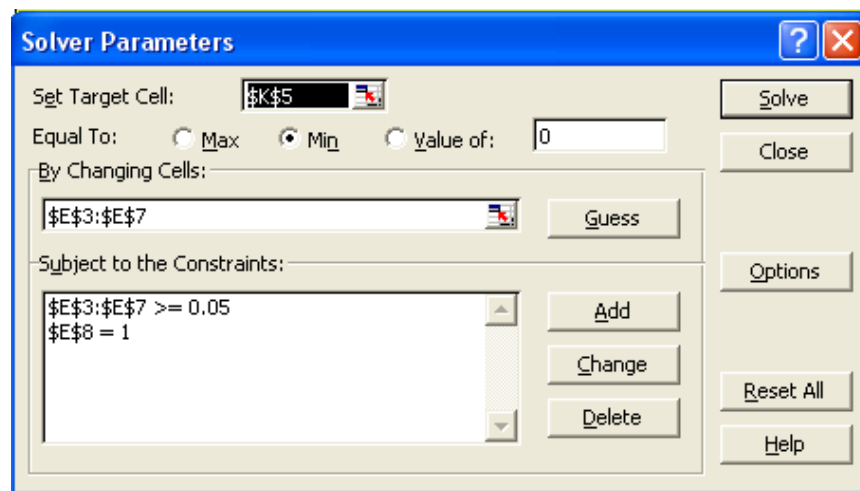 Solver Parameters
Set Target Cell: $K$5 Solve
Equal To: Max Min Value of: 0 Close
By Changing Cells:
$E$3:$E$7 Guess
Subject to the Constraints: Options
$E$3:$E$7 >= 0.05 Add
$E$8 = 1
Change
Reset All
Delete
Help